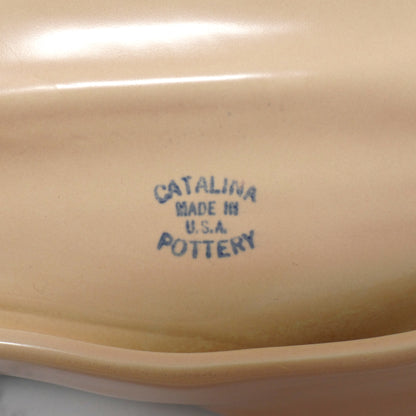 CATALINA
MADE IN
U.S.A.
POTTERY